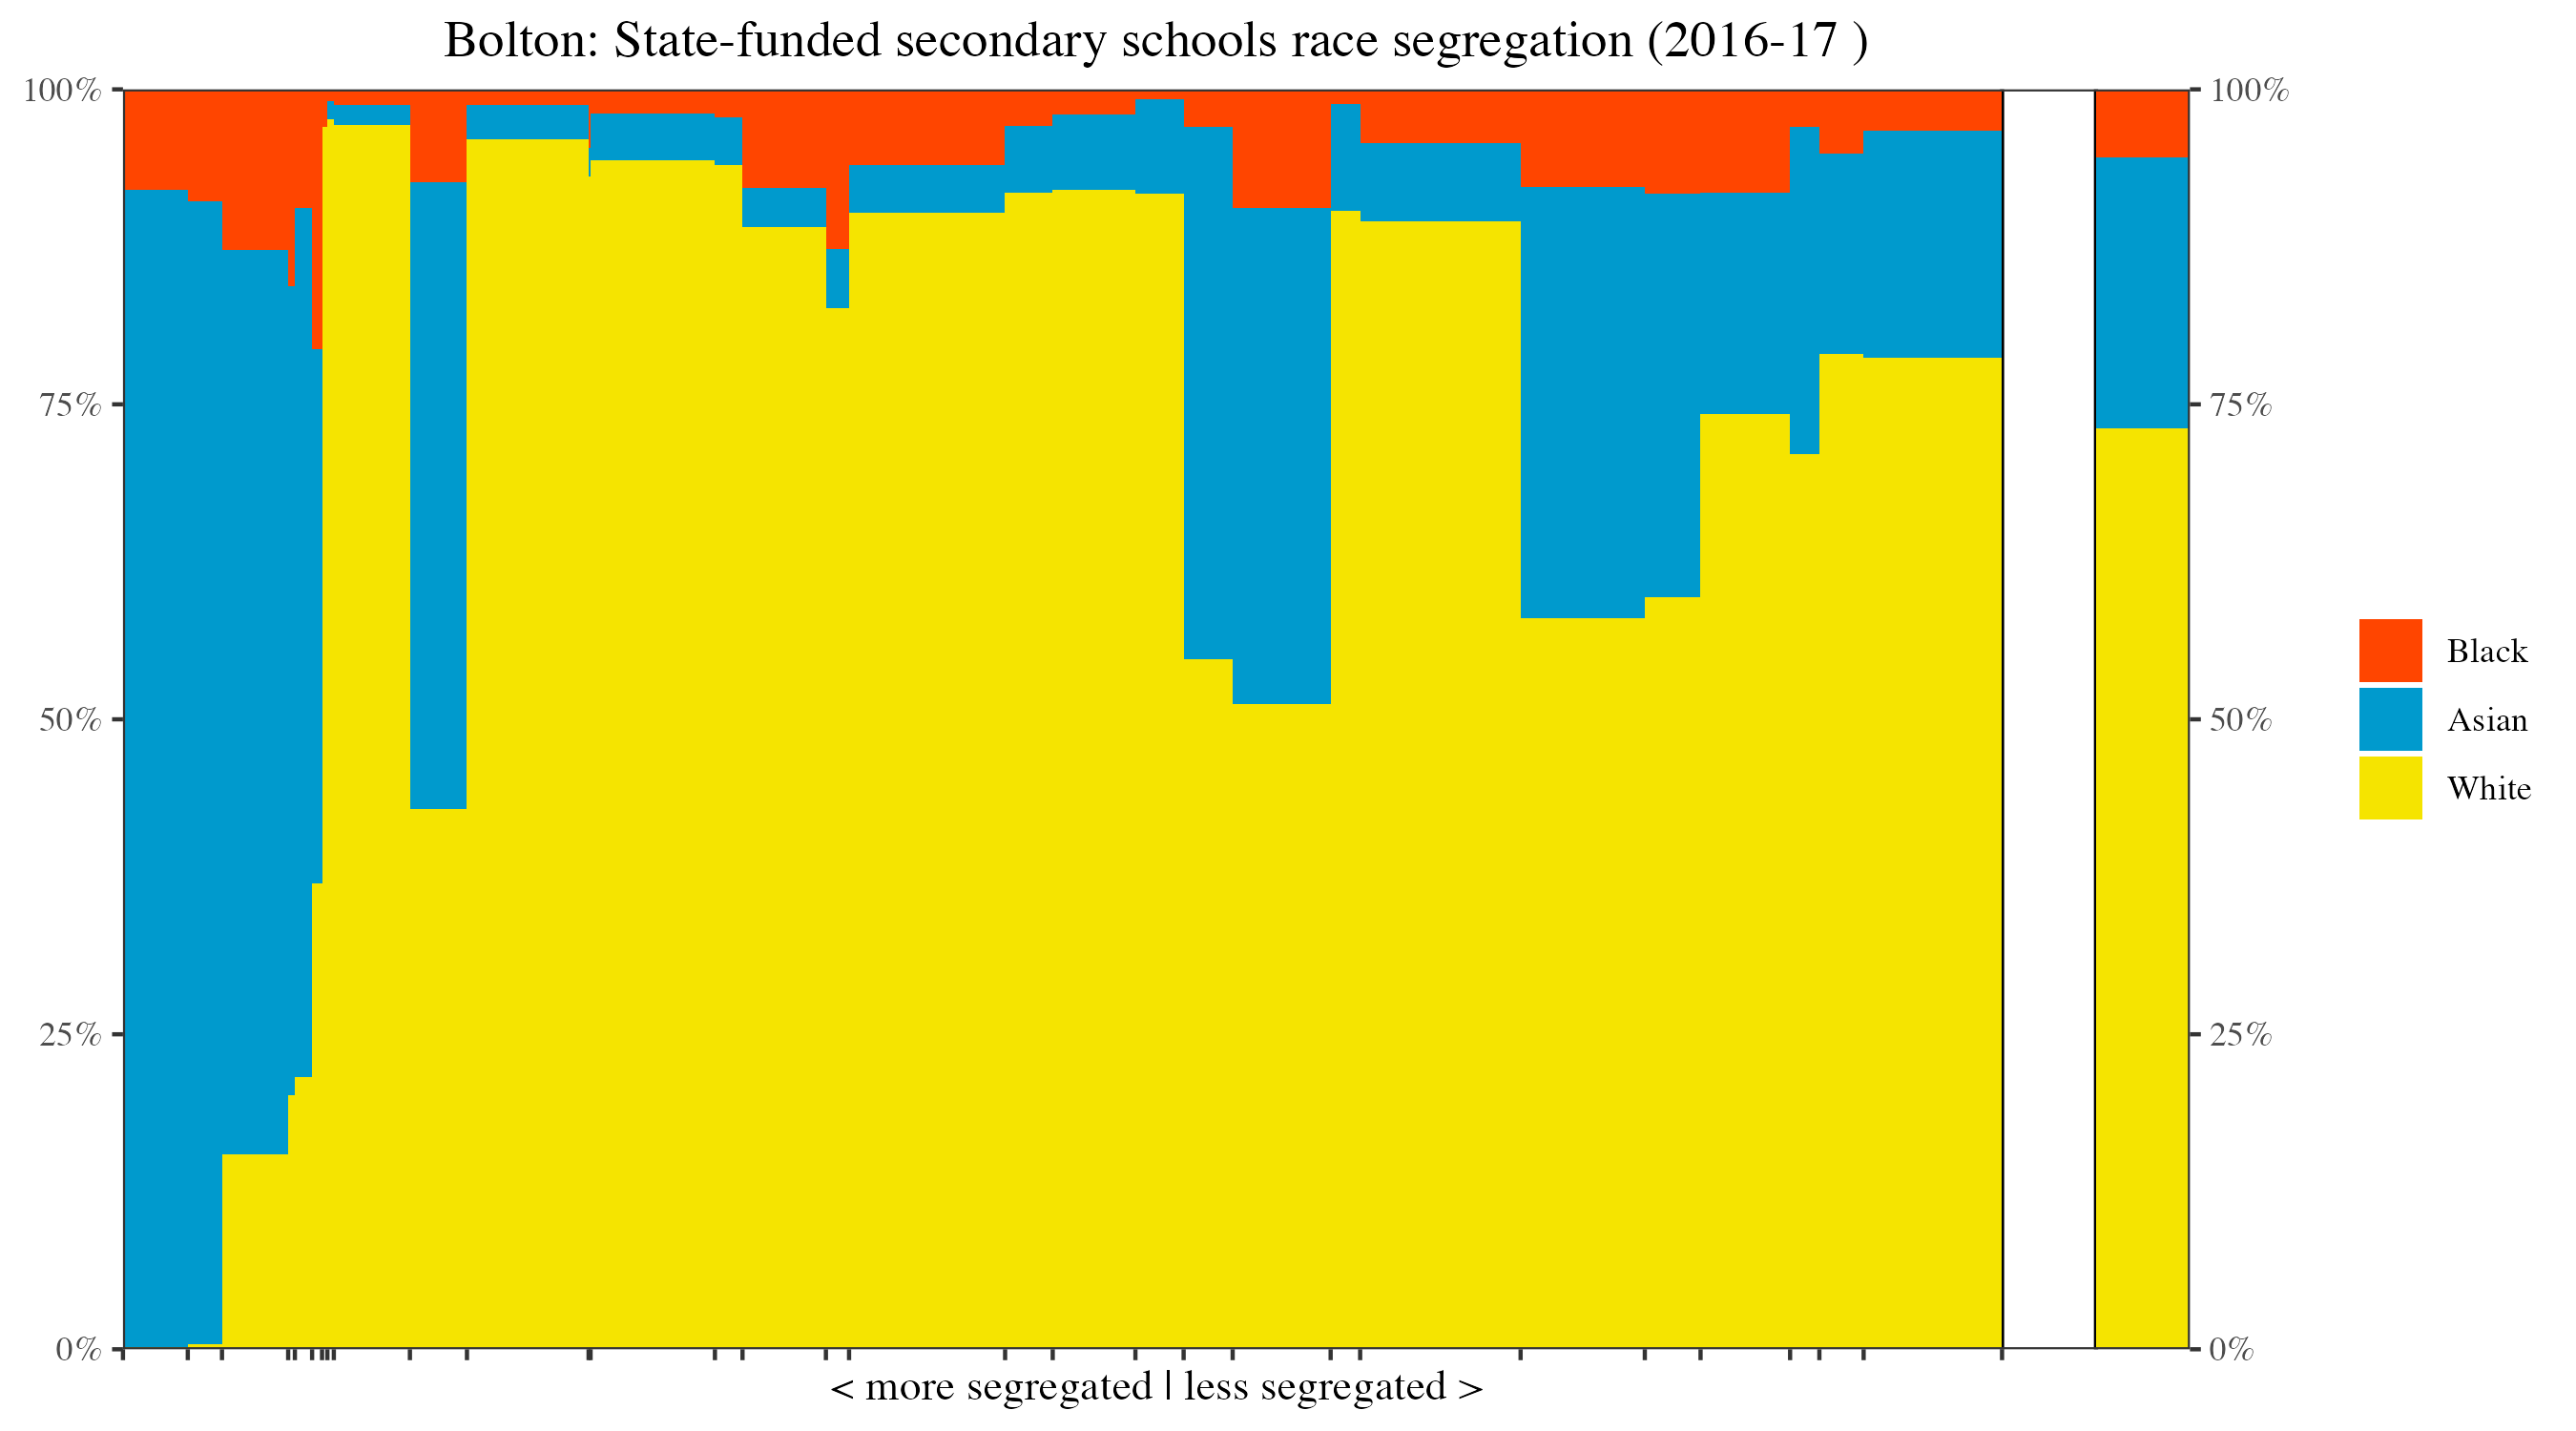 Bolton: State-funded secondary schools race segregation (2016-17 )
100%
75%
50%
25%
0%
100%
75%
50%
25%
0%
Black
Asian
White
< more segregated | less segregated >